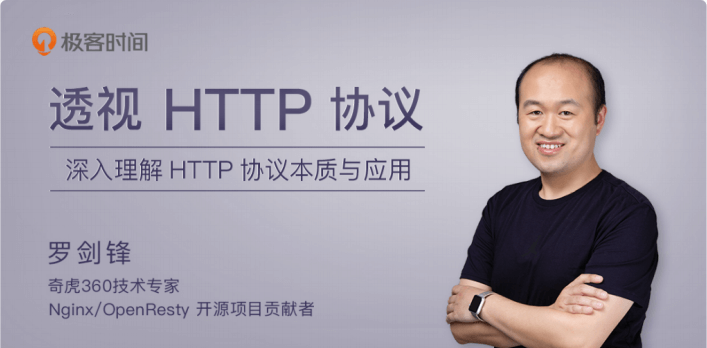 极客时间
透视 HTTP 协议
深入理解 HTTP 协议本质与应用
罗剑锋
奇虎360技术专家
Nginx/OpenResty 开源项目贡献者